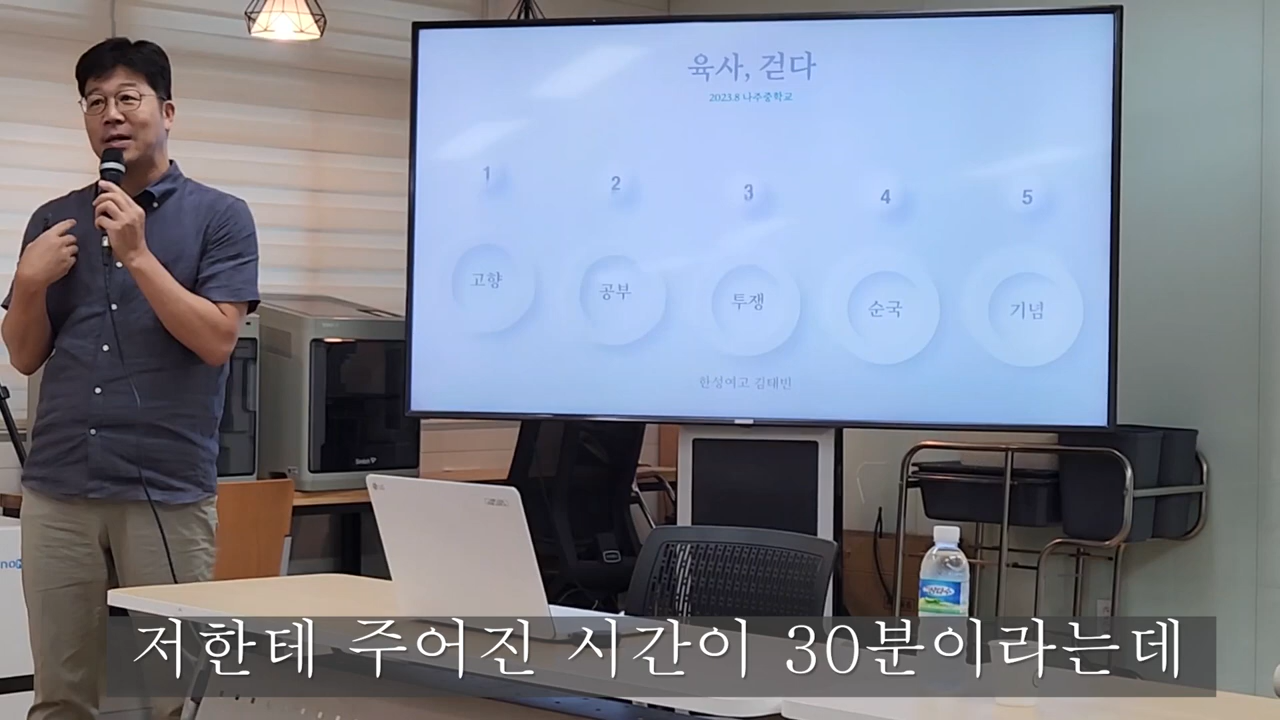 육사, 걷다
2023.8 나주중학교
1
2
3
4
5
고향
공부
투쟁
순국
기념
한성여고 김태빈
저한테 주어진 시간이 30분이라는데